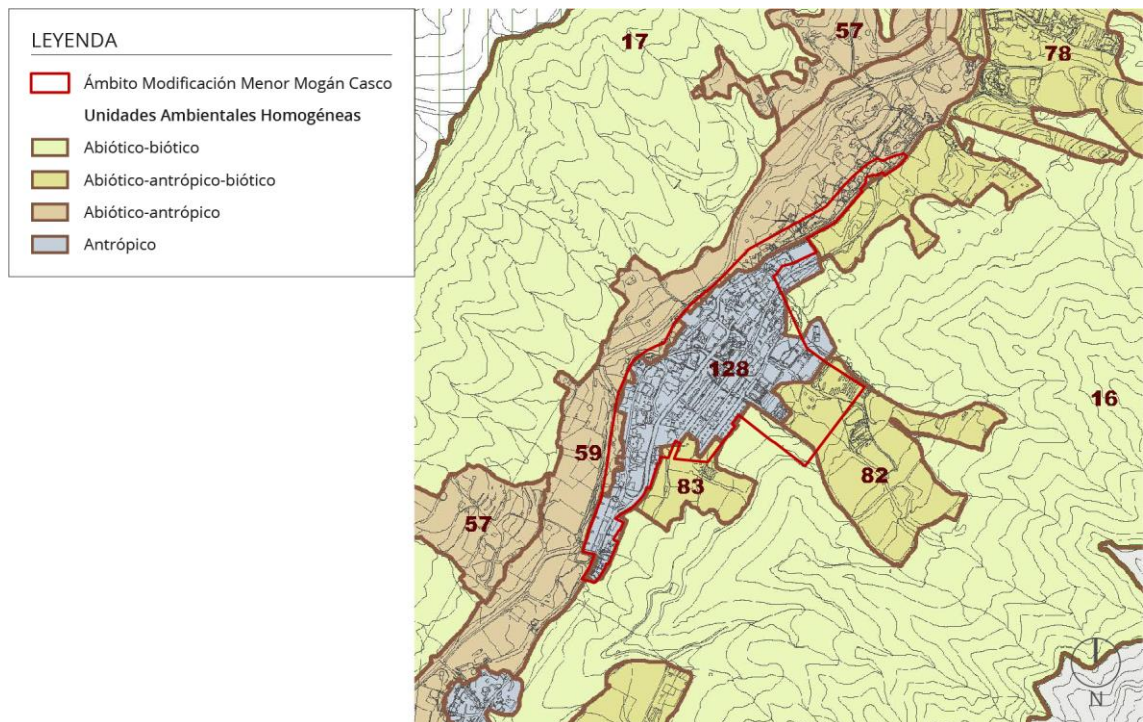 LEYENDA
Ámbito Modificación Menor Mogán Casco
Unidades Ambientales Homogéneas
Abiótico-biótico
Abiótico-antrópico-biótico
Abiótico-antrópico
Antrópico
17
57
78
128
16
59
83
82
57
N